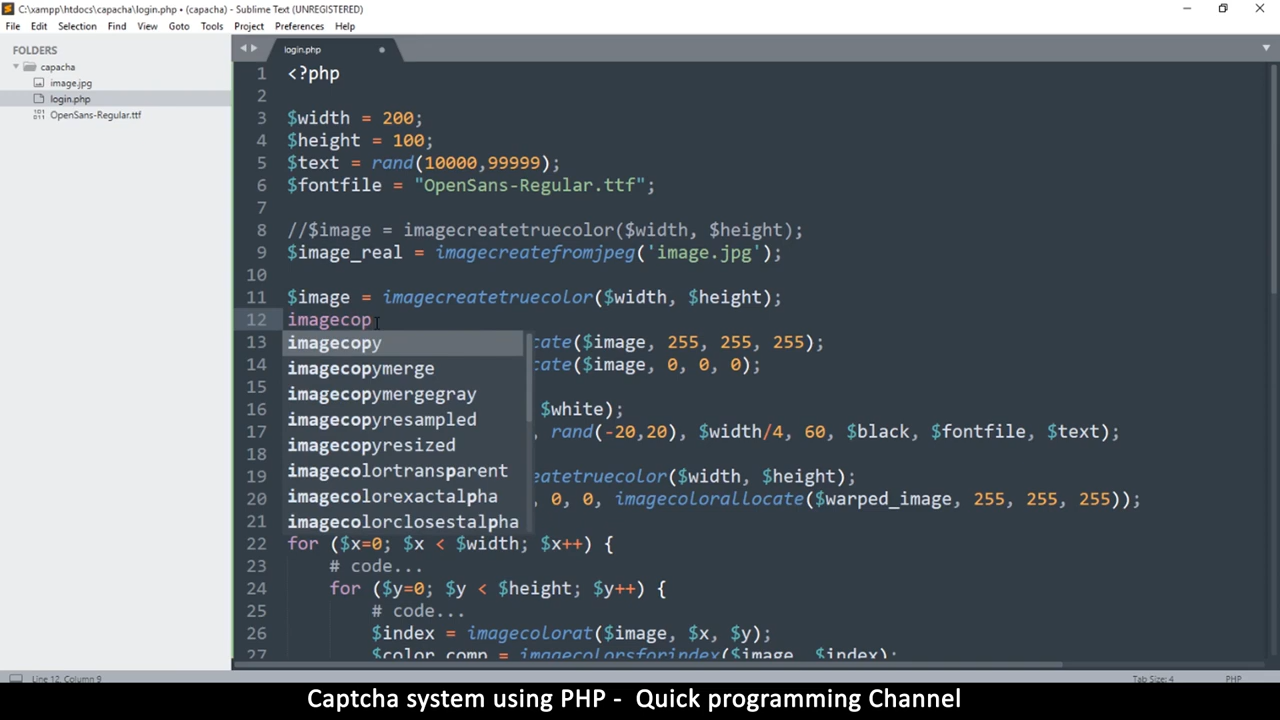 C:\xampp\htdocs\capacha\login.php • (capacha) - Sublime Text (UNREGISTERED)
File Edit Selection Find View Goto Tools Project Preferences Help
FOLDERS
capacha
image.jpg
login.php
OpenSans-Regular.ttf
login.php
1 <?php
2
3 $width = 200;
4 $height = 100;
5 $text = rand(10000,99999);
6 $fontfile = "OpenSans-Regular.ttf";
7
8 //$image = imagecreatetruecolor($width, $height);
9 $image_real = imagecreatefromjpeg('image.jpg');
10
11 $image = imagecreatetruecolor($width, $height);
12 imagecop
imagecopy
imagecopymerge
imagecopymergegray
imagecopyresampled
imagecopyresized
imagecolortransparent
imagecolorexactalpha
imagecolorclosestalpha
13 cate($image, 255, 255, 255);
14 cate($image, 0, 0, 0);
15
16 $white);
17 , rand(-20,20), $width/4, 60, $black, $fontfile, $text);
18
19 eatetruecolor($width, $height);
20 , 0, 0, imagecolorallocate($warped_image, 255, 255, 255));
21
22 for ($x=0; $x < $width; $x++) {
23 # code...
24 for ($y=0; $y < $height; $y++) {
25 # code...
26 $index = imagecolorat($image, $x, $y);
27 $color_comp = imagecolorsforindex($image, $index);
Line 12, Column 9 Tab Size: 4 PHP
Captcha system using PHP - Quick programming Channel